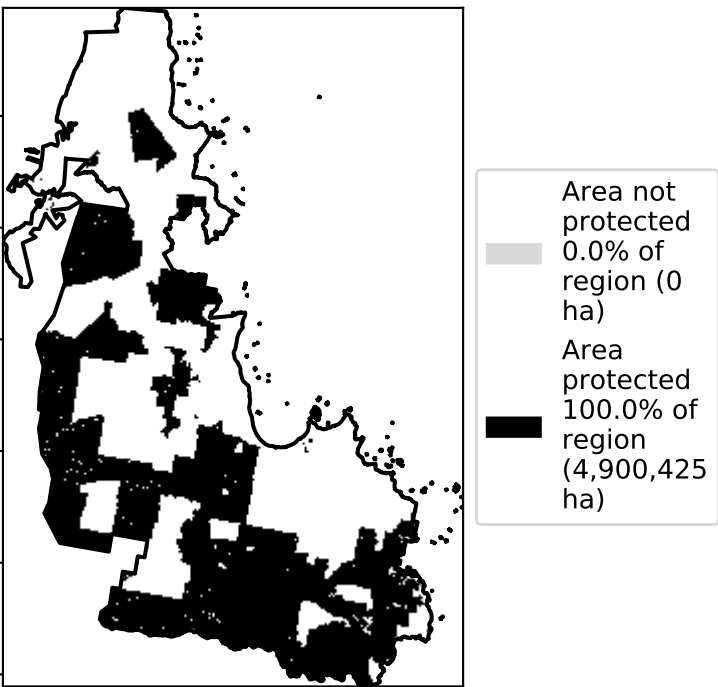 Area not
protected
0.0% of
region (0
ha)
Area
protected
100.0% of
region
(4,900,425
ha)